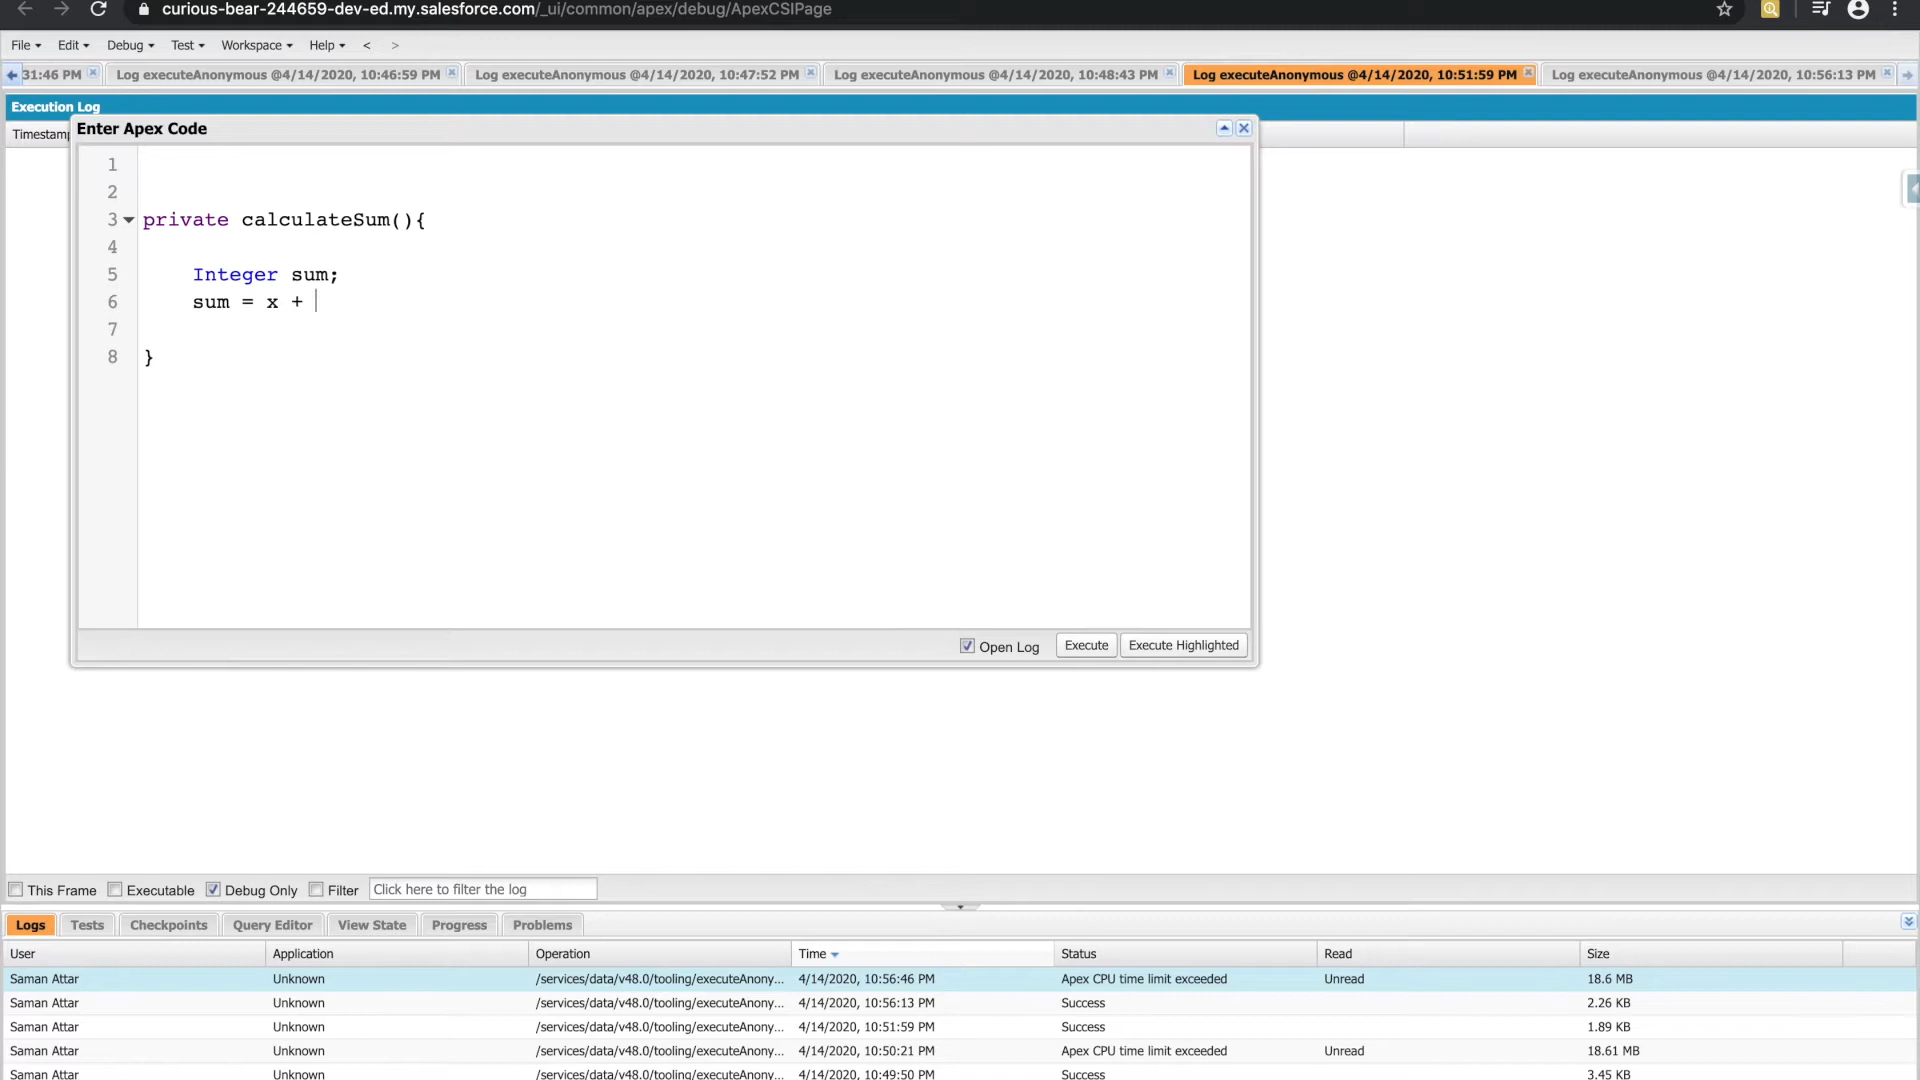 curious-bear-244659-dev-ed.my.salesforce.com/_ui/common/apex/debug/ApexCSIPage
File Edit Debug Test Workspace Help < >
31:46 PM Log executeAnonymous @4/14/2020, 10:46:59 PM Log executeAnonymous @4/14/2020, 10:47:52 PM Log executeAnonymous @4/14/2020, 10:48:43 PM Log executeAnonymous @4/14/2020, 10:51:59 PM Log executeAnonymous @4/14/2020, 10:56:13 PM
Execution Log
Timestamp
Enter Apex Code
1
2
3 private calculateSum(){
4
5 Integer sum;
6 sum = x +
7
8 }
Open Log Execute Execute Highlighted
This Frame Executable Debug Only Filter Click here to filter the log
Logs Tests Checkpoints Query Editor View State Progress Problems
User Application Operation Time Status Read Size
Saman Attar Unknown /services/data/v48.0/tooling/executeAnony... 4/14/2020, 10:56:46 PM Apex CPU time limit exceeded Unread 18.6 MB
Saman Attar Unknown /services/data/v48.0/tooling/executeAnony... 4/14/2020, 10:56:13 PM Success 2.26 KB
Saman Attar Unknown /services/data/v48.0/tooling/executeAnony... 4/14/2020, 10:51:59 PM Success 1.89 KB
Saman Attar Unknown /services/data/v48.0/tooling/executeAnony... 4/14/2020, 10:50:21 PM Apex CPU time limit exceeded Unread 18.61 MB
Saman Attar Unknown /services/data/v48.0/tooling/executeAnony... 4/14/2020, 10:49:50 PM Success 3.45 KB